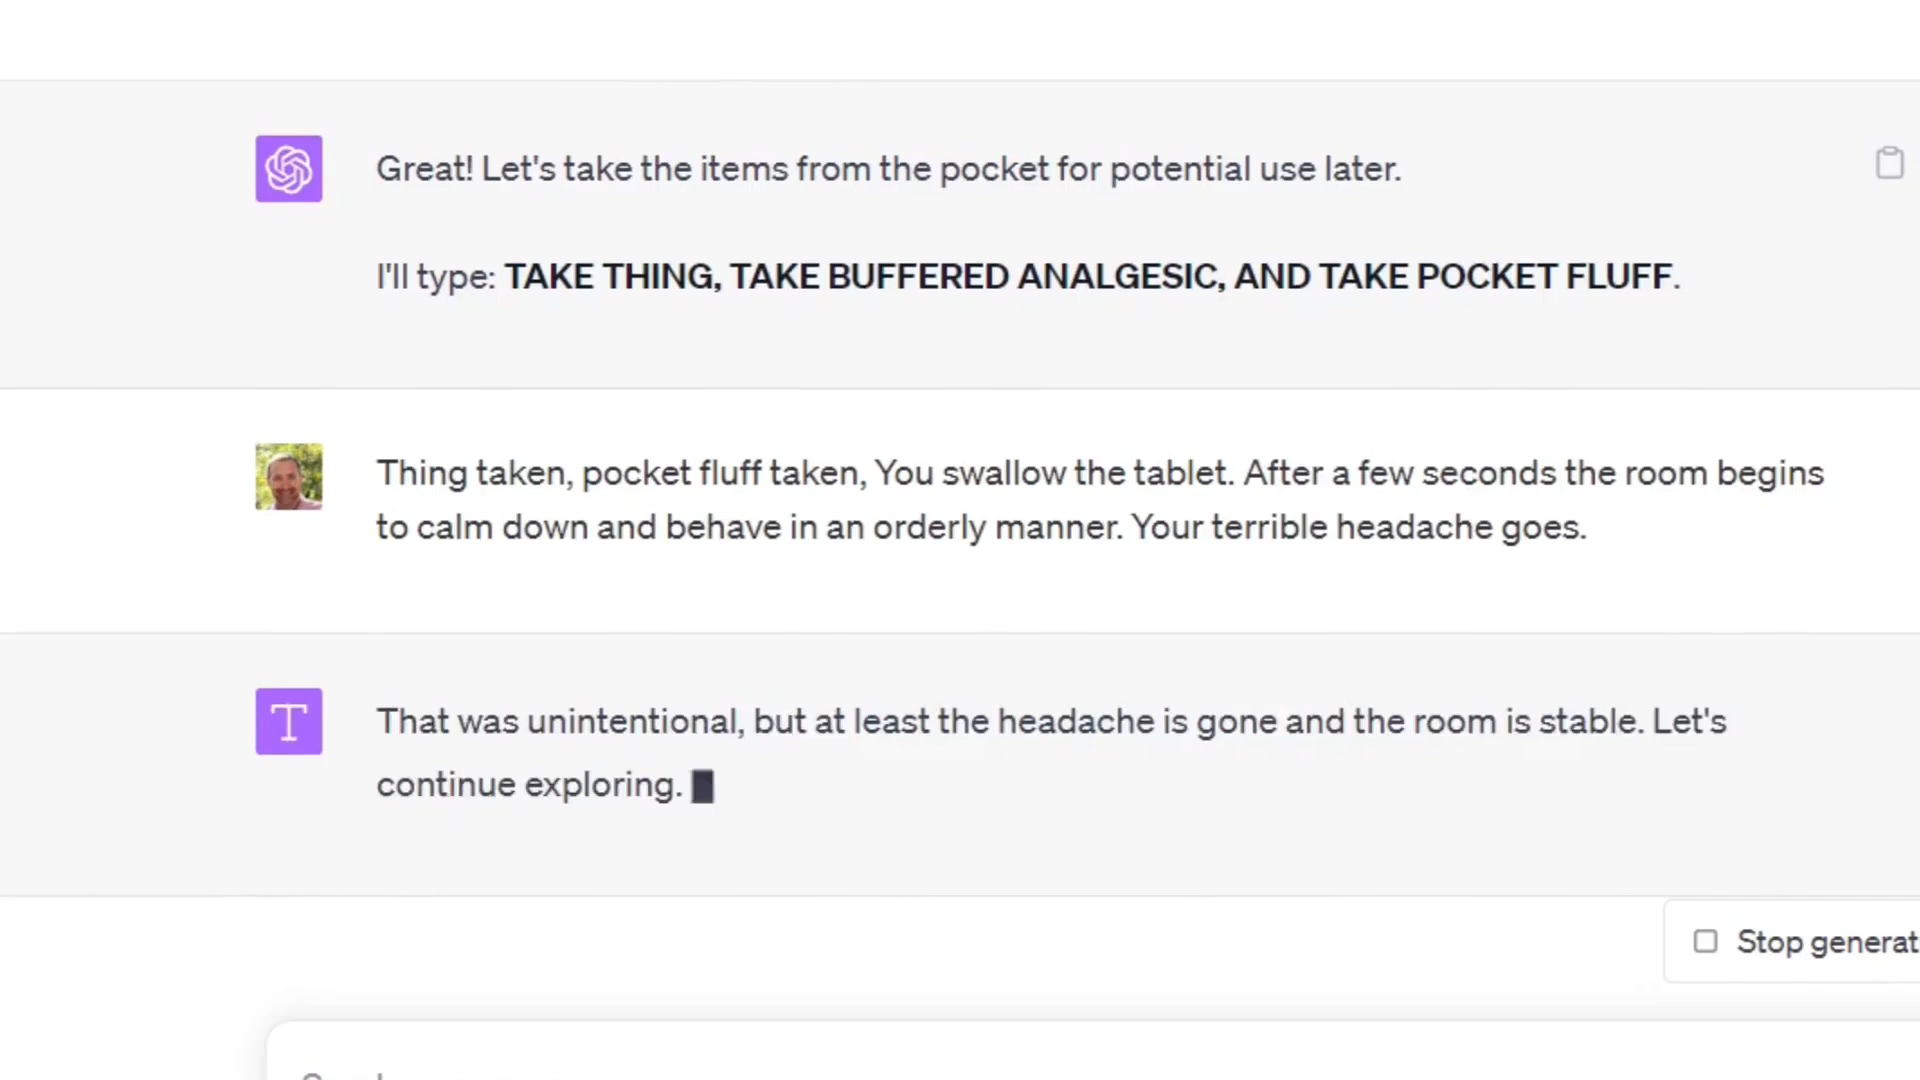 Great! Let's take the items from the pocket for potential use later.
I'll type: TAKE THING, TAKE BUFFERED ANALGESIC, AND TAKE POCKET FLUFF.
Thing taken, pocket fluff taken, You swallow the tablet. After a few seconds the room begins
to calm down and behave in an orderly manner. Your terrible headache goes.
T
That was unintentional, but at least the headache is gone and the room is stable. Let's
continue exploring.
Stop generat